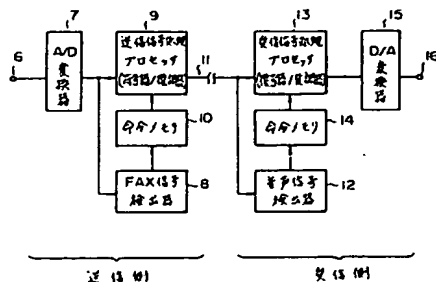 7
9
13
15
A/D
変換器
送信信号処理
プロセッサ
(符号器/変調器)
受信信号処理
プロセッサ
(復号器/復調器)
D/A
変換器
6
11
16
10
命令メモリ
14
命令メモリ
8
FAX信号
検出器
12
音声信号
検出器
送信側
受信側